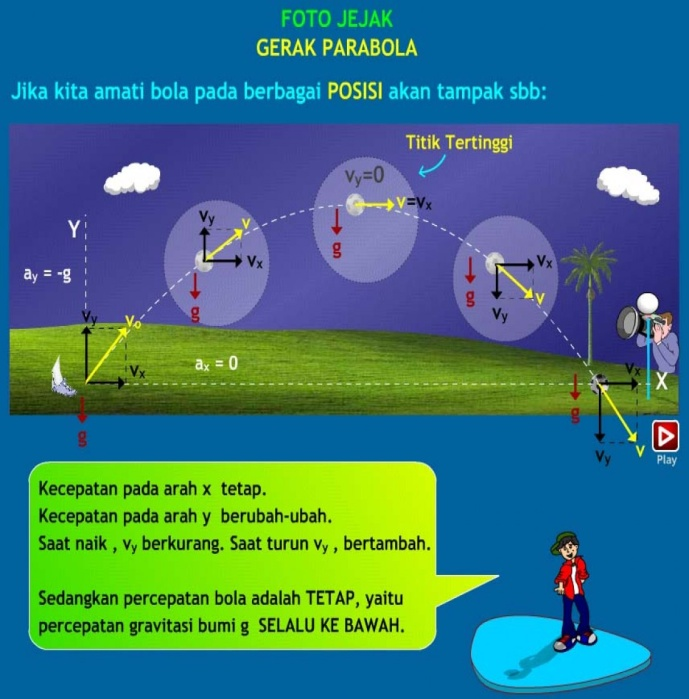 FOTO JEJAK
GERAK PARABOLA
Jika kita amati bola pada berbagai POSISI akan tampak sbb:
Titik Tertinggi
vy=0
v=vx
g
Y
ay = -g
vy
v
vx
g
vx
vy
v
g
vy
vo
vx
g
ax = 0
X
vx
vy
v
g
Play
Kecepatan pada arah x tetap.
Kecepatan pada arah y berubah-ubah.
Saat naik , vy berkurang. Saat turun vy , bertambah.
Sedangkan percepatan bola adalah TETAP, yaitu
percepatan gravitasi bumi g SELALU KE BAWAH.